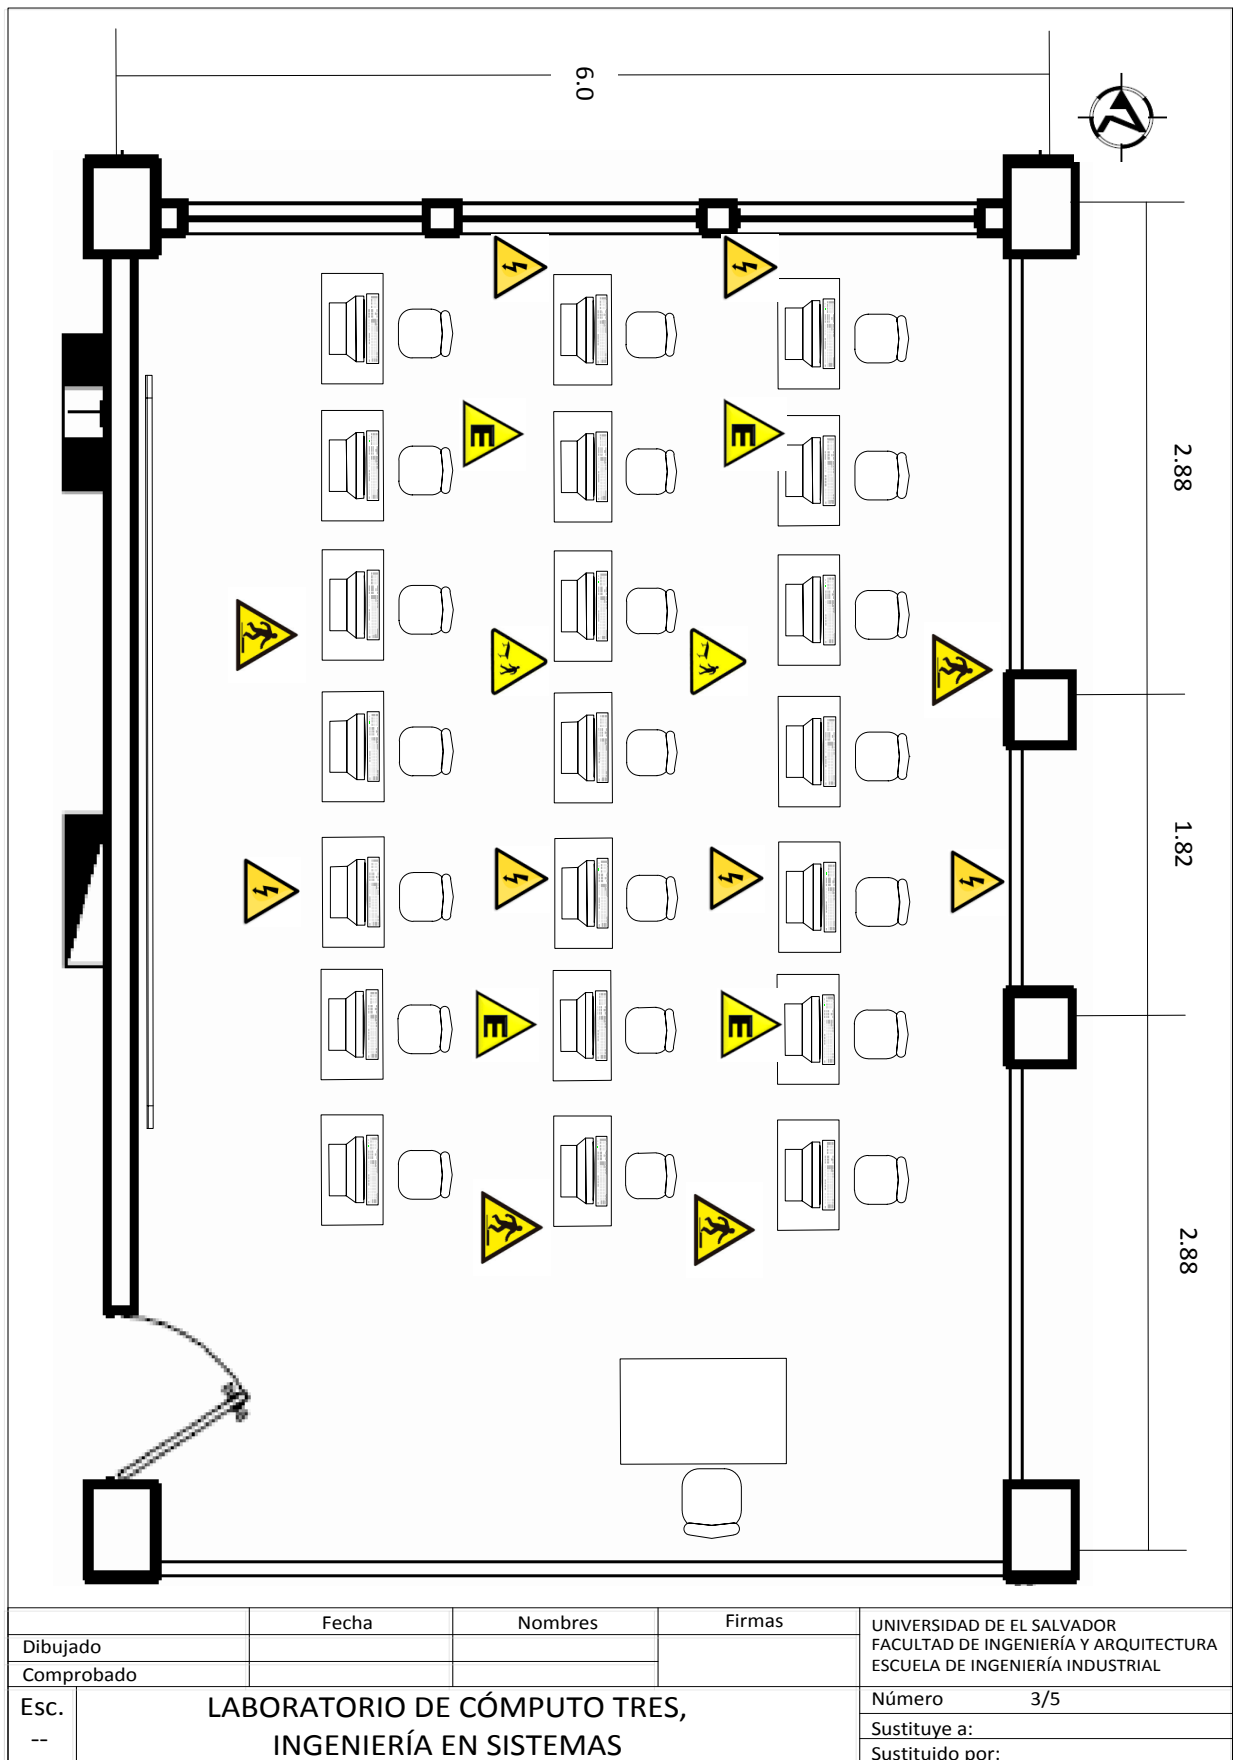 6.0
2.88
E
E
1.82
E
E
2.88
Fecha
Nombres
Firmas
Dibujado
Comprobado
UNIVERSIDAD DE EL SALVADOR
FACULTAD DE INGENIERÍA Y ARQUITECTURA
ESCUELA DE INGENIERÍA INDUSTRIAL
Esc.
--
LABORATORIO DE CÓMPUTO TRES,
INGENIERÍA EN SISTEMAS
Número 3/5
Sustituye a:
Sustituido por: